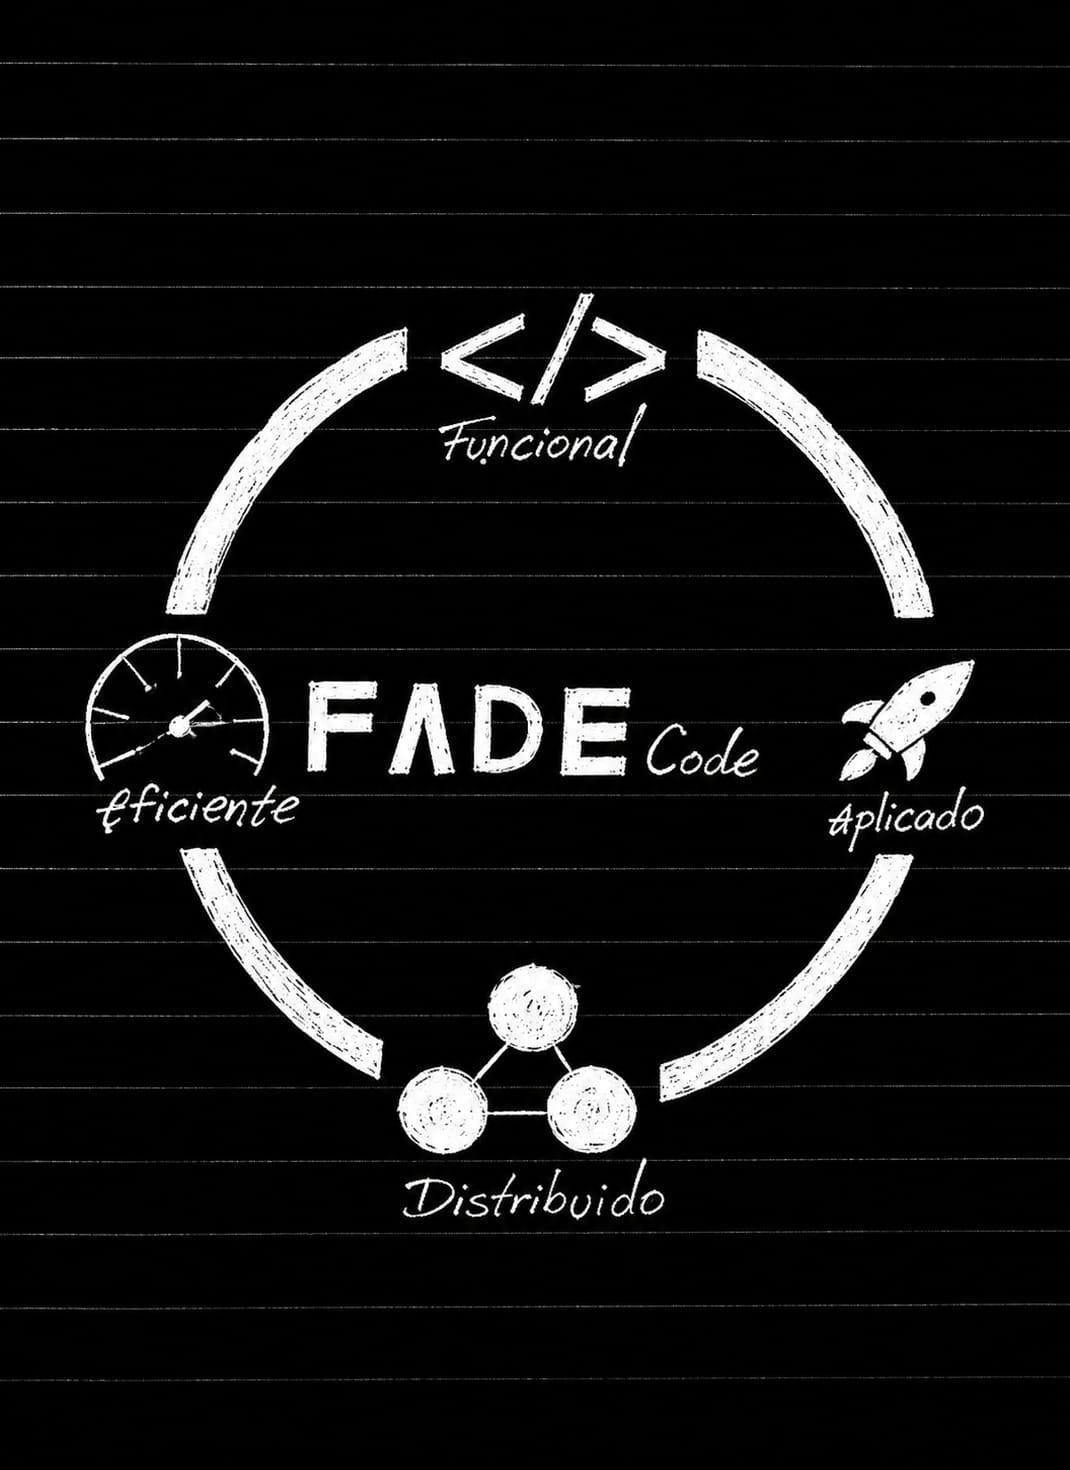 </>
Funcional
FADE Code
Eficiente
Aplicado
Distribuido